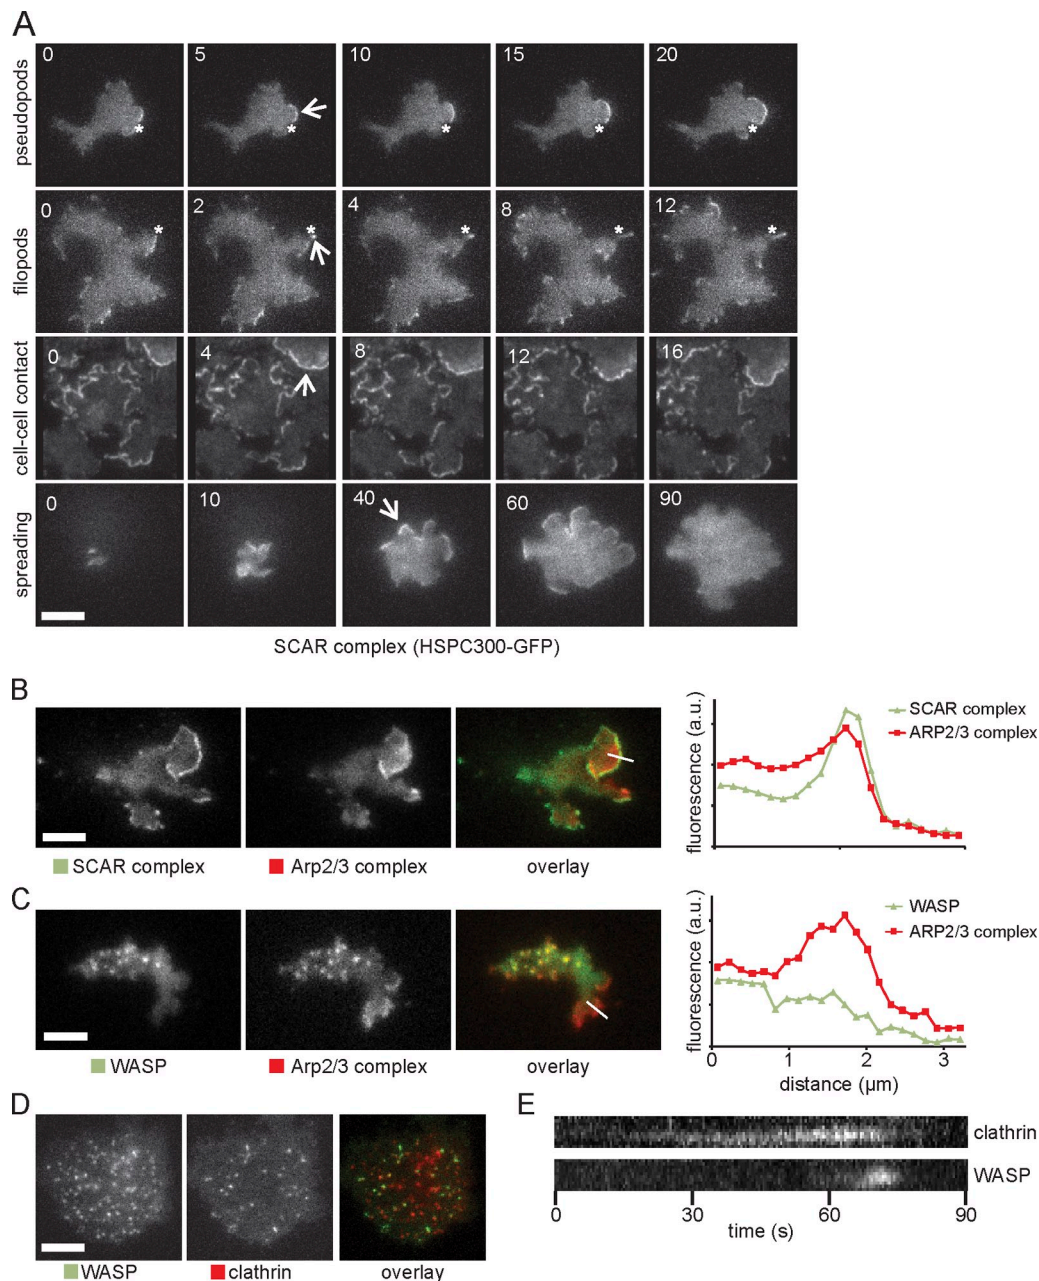 A
pseudopods
0 5 10 15 20
* * * * *
filopods
0 2 4 8 12
* * * * *
cell-cell contact
0 4 8 12 16
spreading
0 10 40 60 90
SCAR complex (HSPC300-GFP)
B
SCAR complex
Arp2/3 complex
overlay
fluorescence (a.u.)
SCAR complex
ARP2/3 complex
C
WASP
Arp2/3 complex
overlay
fluorescence (a.u.)
WASP
ARP2/3 complex
0 1 2 3
distance (µm)
D
WASP
clathrin
overlay
E
clathrin
WASP
0 30 60 90
time (s)